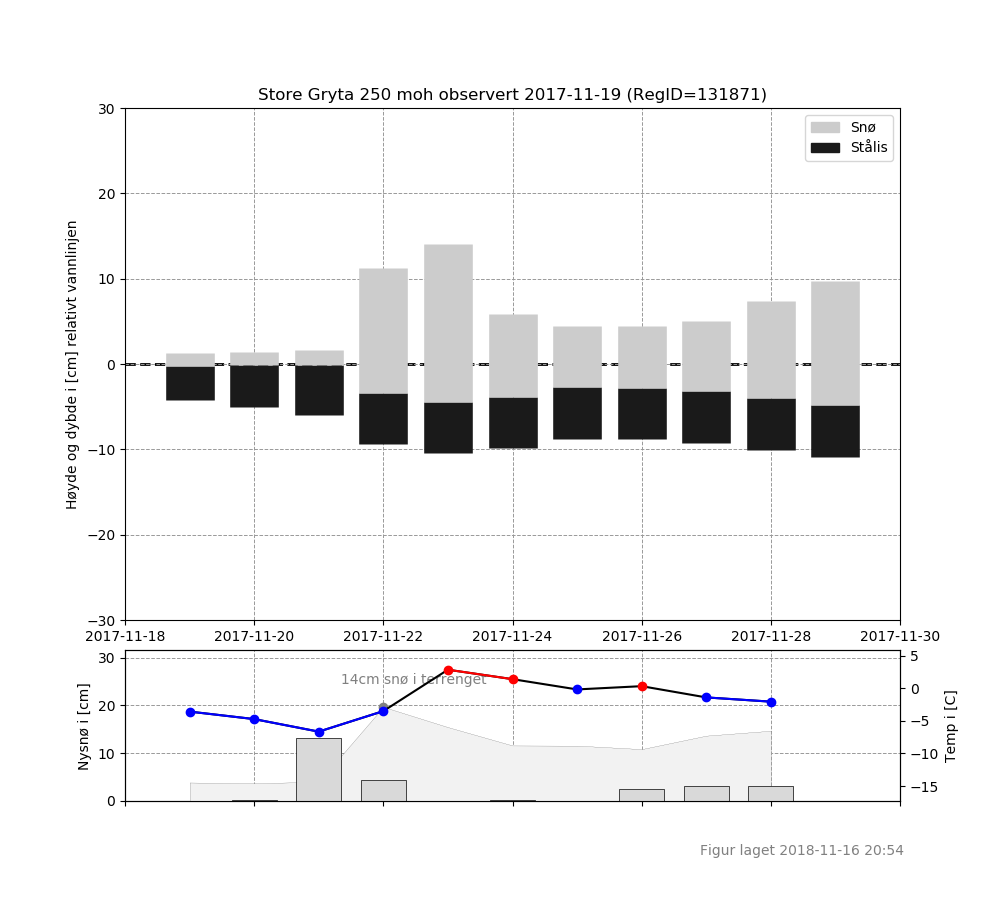 Store Gryta 250 moh observert 2017-11-19 (RegID=131871)
Snø
Stålis
30
20
10
0
−10
−20
−30
Høyde og dybde i [cm] relativt vannlinjen
2017-11-18 2017-11-20 2017-11-22 2017-11-24 2017-11-26 2017-11-28 2017-11-30
14cm snø i terrenget
30
20
10
0
Nysnø i [cm]
5
0
−5
−10
−15
Temp i [C]
Figur laget 2018-11-16 20:54